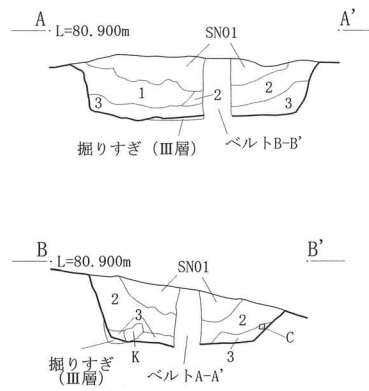 A A'
L=80.900m SN01
1 2 2
3 3
掘りすぎ（Ⅲ層） ベルトB-B'
B B'
L=80.900m
SN01
2
3 2 C
K 3
掘りすぎ
（Ⅲ層） ベルトA-A'